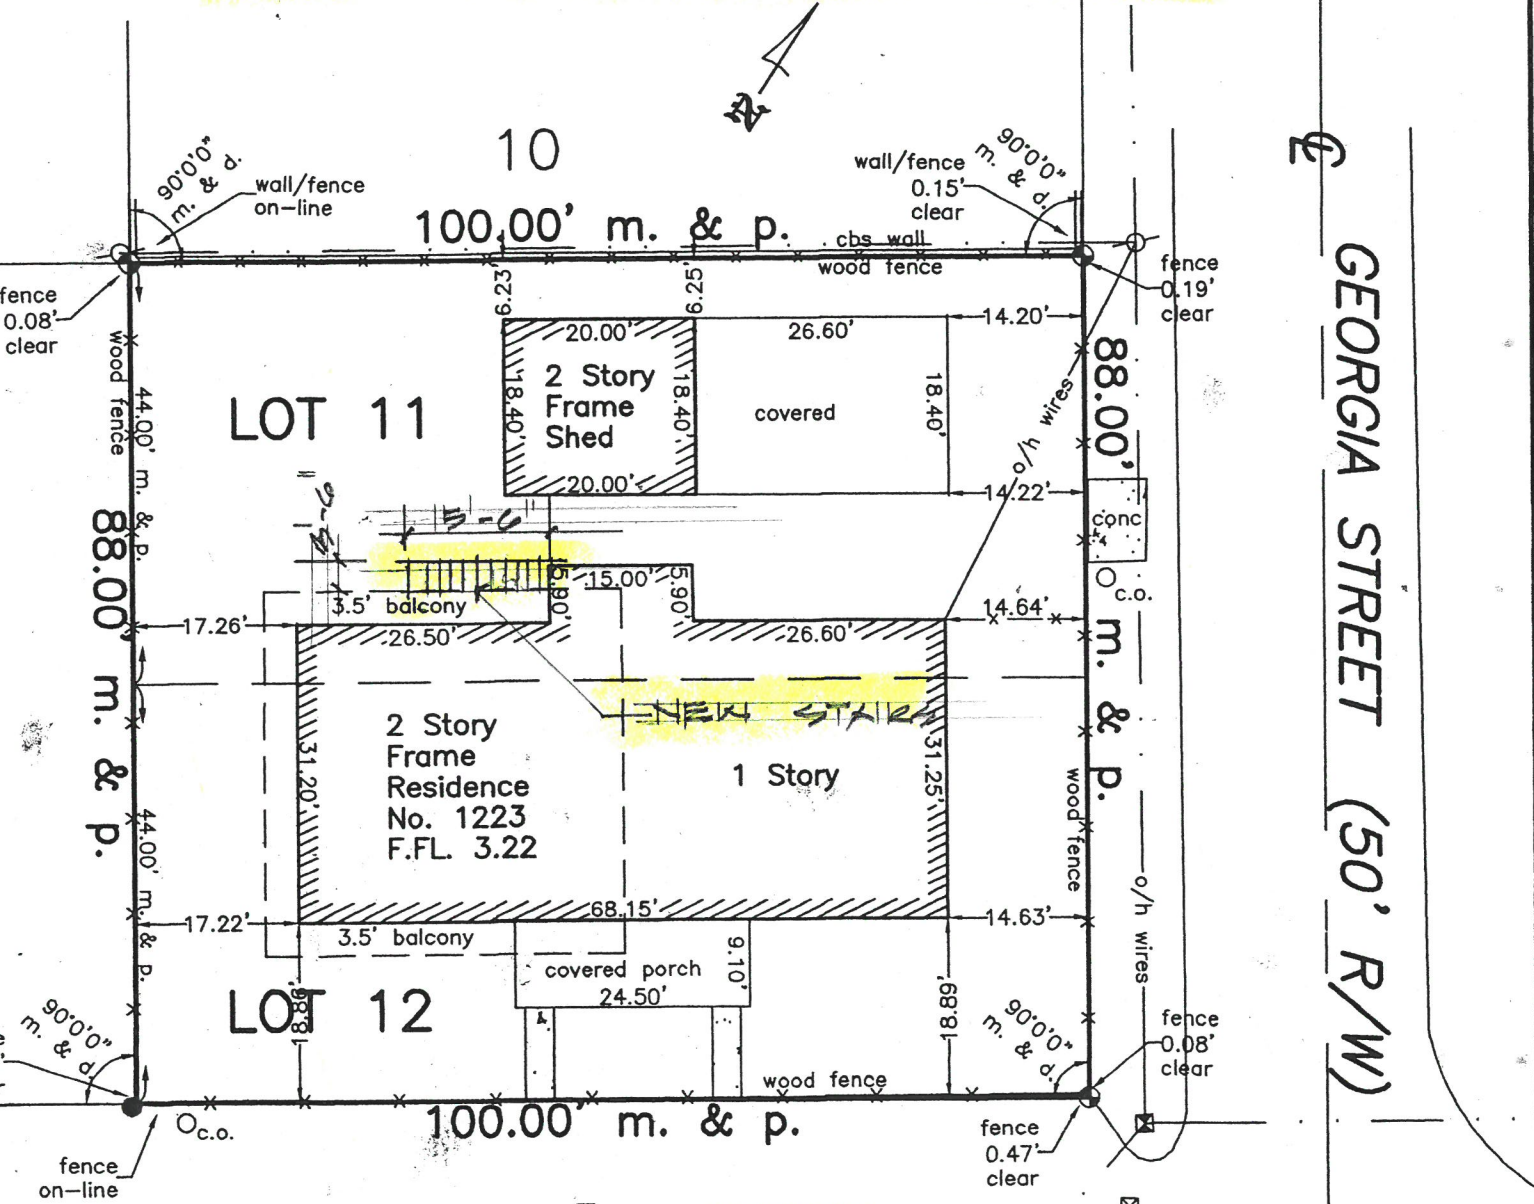 10
90°0'0"
m. & d.
wall/fence
on-line
100.00' m. & p.
wall/fence
0.15'
clear
90°0'0"
m. & d.
cbs wall
wood fence
fence
0.08'
clear
fence
0.19'
clear
6.23'
6.25'
20.00'
26.60'
14.20'
2 Story
Frame
Shed
18.40'
18.40'
covered
18.40'
20.00'
14.22'
LOT 11
wood fence
44.00' m. & p.
88.00' m. & p.
o/h wires
88.00' m. & p.
conc
c.o.
5-6
3-6
3.5' balcony
5.90'
15.00'
5.90'
17.26'
26.50'
26.60'
14.64'
NEW STAIRS
2 Story
Frame
Residence
No. 1223
F.FL. 3.22
1 Story
31.20'
31.25'
wood fence
44.00' m. & p.
68.15'
17.22'
14.63'
3.5' balcony
covered porch
24.50'
9.10'
LOT 12
18.86'
18.89'
90°0'0"
m. & d.
90°0'0"
m. & d.
wood fence
fence
0.08'
clear
o/h wires
100.00' m. & p.
c.o.
fence
on-line
fence
0.47'
clear
GEORGIA STREET (50' R/W)